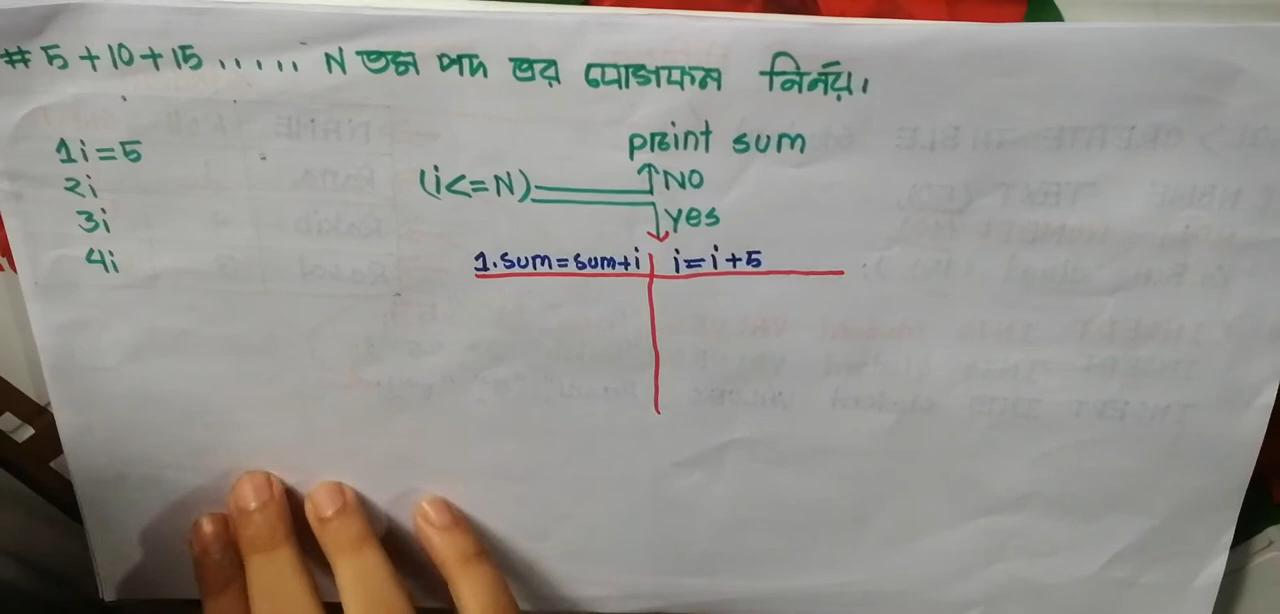 # 5+10+15..... N তম পদ এর যোগফল নির্নয়।
1i=5
2i
3i
4i
print sum
(i<=N) NO
yes
1.sum=sum+i i=i+5